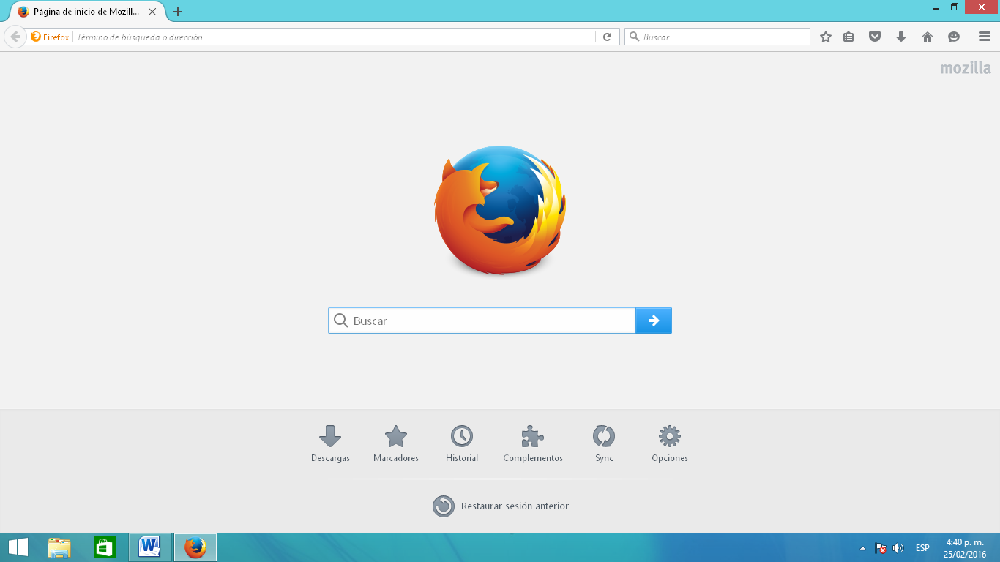 Página de inicio de Mozill...
Firefox
Término de búsqueda o dirección
Buscar
mozilla
Buscar
Descargas
Marcadores
Historial
Complementos
Sync
Opciones
Restaurar sesión anterior
W
ESP
4:40 p. m.
25/02/2016